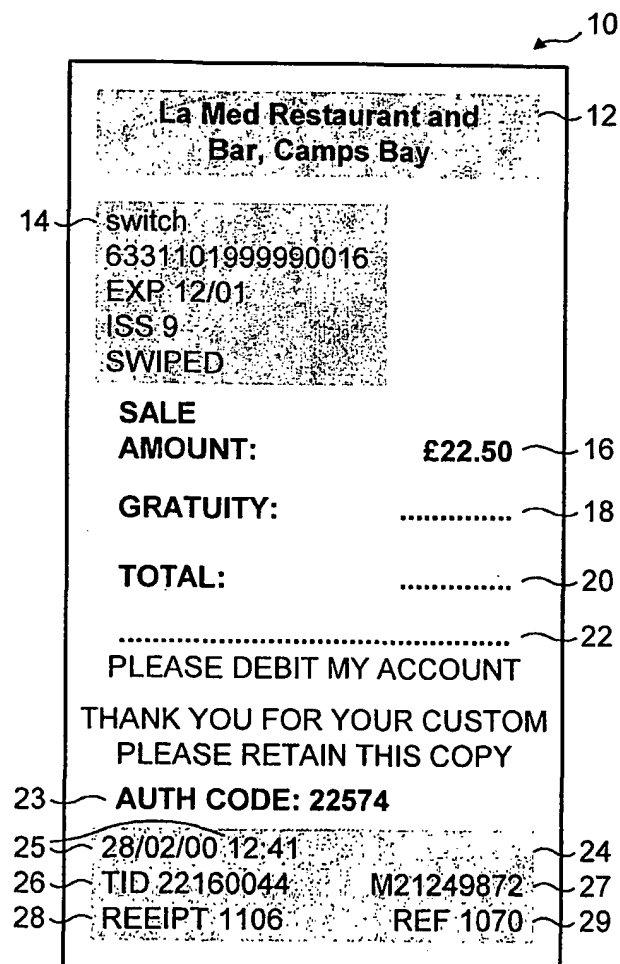 10
La Med Restaurant and 12
Bar, Camps Bay
14 switch
6331101999990016
EXP 12/01
ISS 9
SWIPED
SALE
AMOUNT: £22.50 16
GRATUITY: .............. 18
TOTAL: .............. 20
................................................ 22
PLEASE DEBIT MY ACCOUNT
THANK YOU FOR YOUR CUSTOM
PLEASE RETAIN THIS COPY
23 AUTH CODE: 22574
25 28/02/00 12:41 24
26 TID 22160044 M21249872 27
28 REEIPT 1106 REF 1070 29